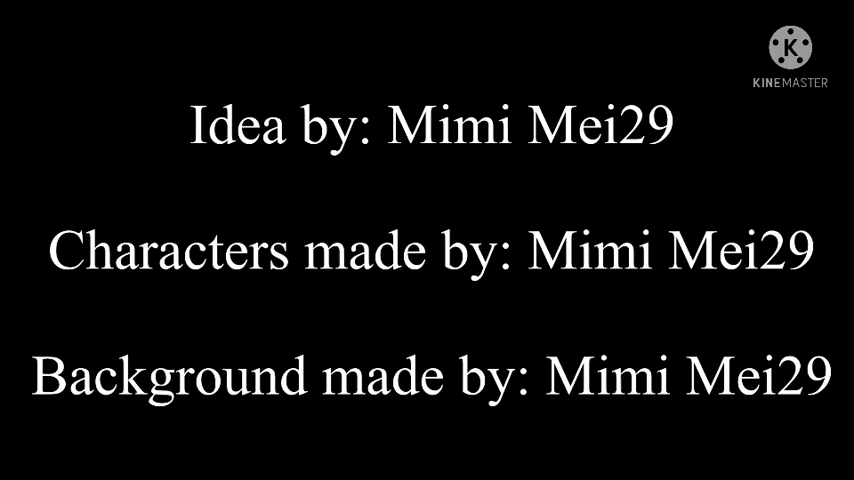 K
KINEMASTER
Idea by: Mimi Mei29
Characters made by: Mimi Mei29
Background made by: Mimi Mei29